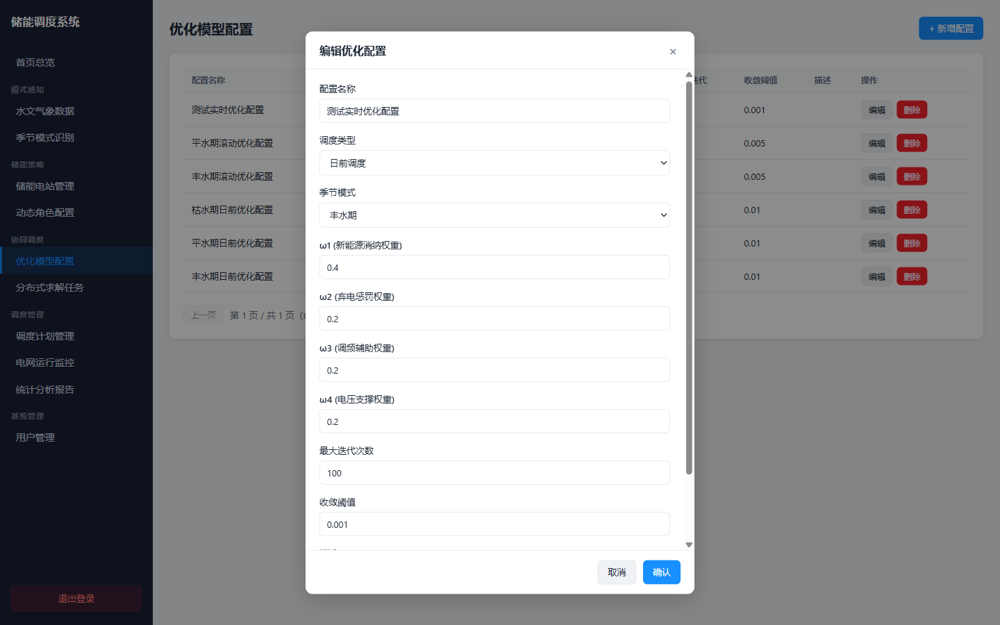 储能调度系统
首页总览
模式感知
水文气象数据
季节模式识别
储能策略
储能电站管理
动态角色配置
协同调度
优化模型配置
分布式求解任务
调度管理
调度计划管理
电网运行监控
统计分析报告
系统管理
用户管理
退出登录
优化模型配置
+ 新增配置
配置名称 迭代 收敛阈值 描述 操作
测试实时优化配置 0.001 编辑 删除
平水期滚动优化配置 0.005 编辑 删除
丰水期滚动优化配置 0.005 编辑 删除
枯水期日前优化配置 0.01 编辑 删除
平水期日前优化配置 0.01 编辑 删除
丰水期日前优化配置 0.01 编辑 删除
上一页 第 1 页 / 共 1 页
编辑优化配置
×
配置名称
测试实时优化配置
调度类型
日前调度
季节模式
丰水期
ω1 (新能源消纳权重)
0.4
ω2 (弃电惩罚权重)
0.2
ω3 (调频辅助权重)
0.2
ω4 (电压支撑权重)
0.2
最大迭代次数
100
收敛阈值
0.001
取消 确认